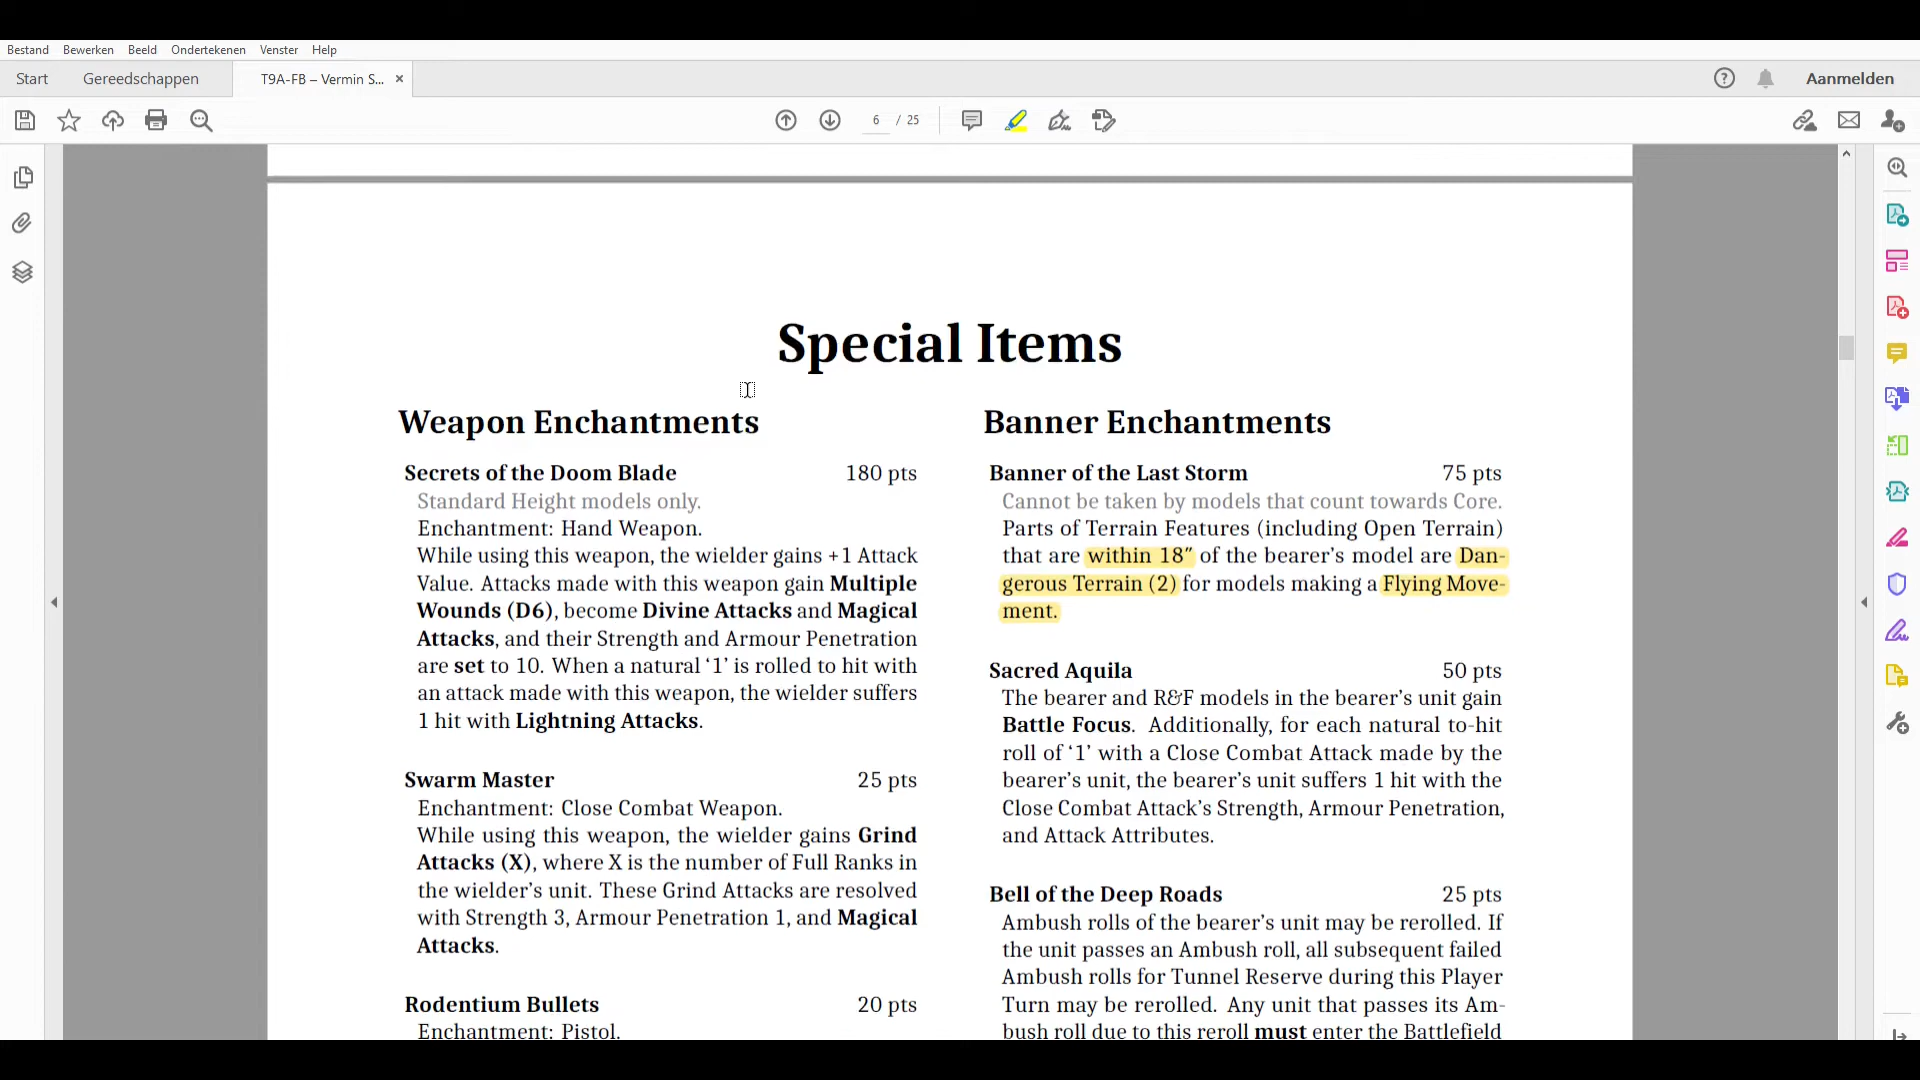 Bestand Bewerken Beeld Ondertekenen Venster Help
Start Gereedschappen T9A-FB – Vermin S... × Aanmelden
6 / 25
Special Items
Weapon Enchantments
Secrets of the Doom Blade 180 pts
Standard Height models only.
Enchantment: Hand Weapon.
While using this weapon, the wielder gains +1 Attack
Value. Attacks made with this weapon gain Multiple
Wounds (D6), become Divine Attacks and Magical
Attacks, and their Strength and Armour Penetration
are set to 10. When a natural ‘1’ is rolled to hit with
an attack made with this weapon, the wielder suffers
1 hit with Lightning Attacks.
Swarm Master 25 pts
Enchantment: Close Combat Weapon.
While using this weapon, the wielder gains Grind
Attacks (X), where X is the number of Full Ranks in
the wielder’s unit. These Grind Attacks are resolved
with Strength 3, Armour Penetration 1, and Magical
Attacks.
Rodentium Bullets 20 pts
Enchantment: Pistol.
Banner Enchantments
Banner of the Last Storm 75 pts
Cannot be taken by models that count towards Core.
Parts of Terrain Features (including Open Terrain)
that are within 18″ of the bearer’s model are Dan-
gerous Terrain (2) for models making a Flying Move-
ment.
Sacred Aquila 50 pts
The bearer and R&F models in the bearer’s unit gain
Battle Focus. Additionally, for each natural to-hit
roll of ‘1’ with a Close Combat Attack made by the
bearer’s unit, the bearer’s unit suffers 1 hit with the
Close Combat Attack’s Strength, Armour Penetration,
and Attack Attributes.
Bell of the Deep Roads 25 pts
Ambush rolls of the bearer’s unit may be rerolled. If
the unit passes an Ambush roll, all subsequent failed
Ambush rolls for Tunnel Reserve during this Player
Turn may be rerolled. Any unit that passes its Am-
bush roll due to this reroll must enter the Battlefield